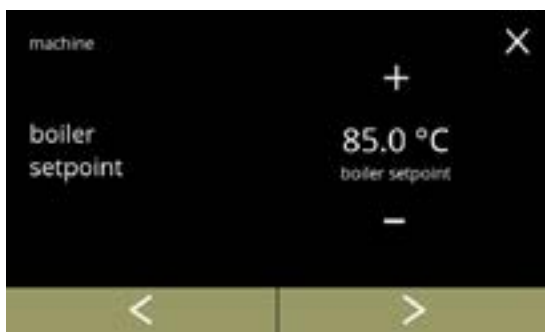 machine
X
+
boiler
setpoint
85.0 °C
boiler setpoint
-
< >